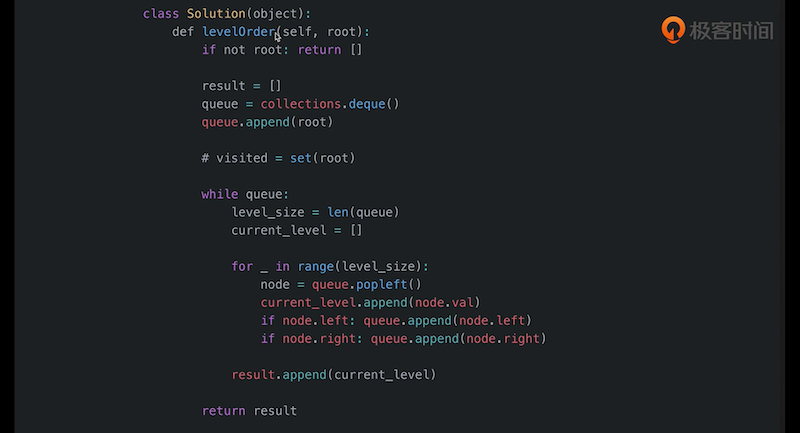 class Solution(object):
def levelOrder(self, root):
极客时间
if not root: return []
result = []
queue = collections.deque()
queue.append(root)
# visited = set(root)
while queue:
level_size = len(queue)
current_level = []
for _ in range(level_size):
node = queue.popleft()
current_level.append(node.val)
if node.left: queue.append(node.left)
if node.right: queue.append(node.right)
result.append(current_level)
return result